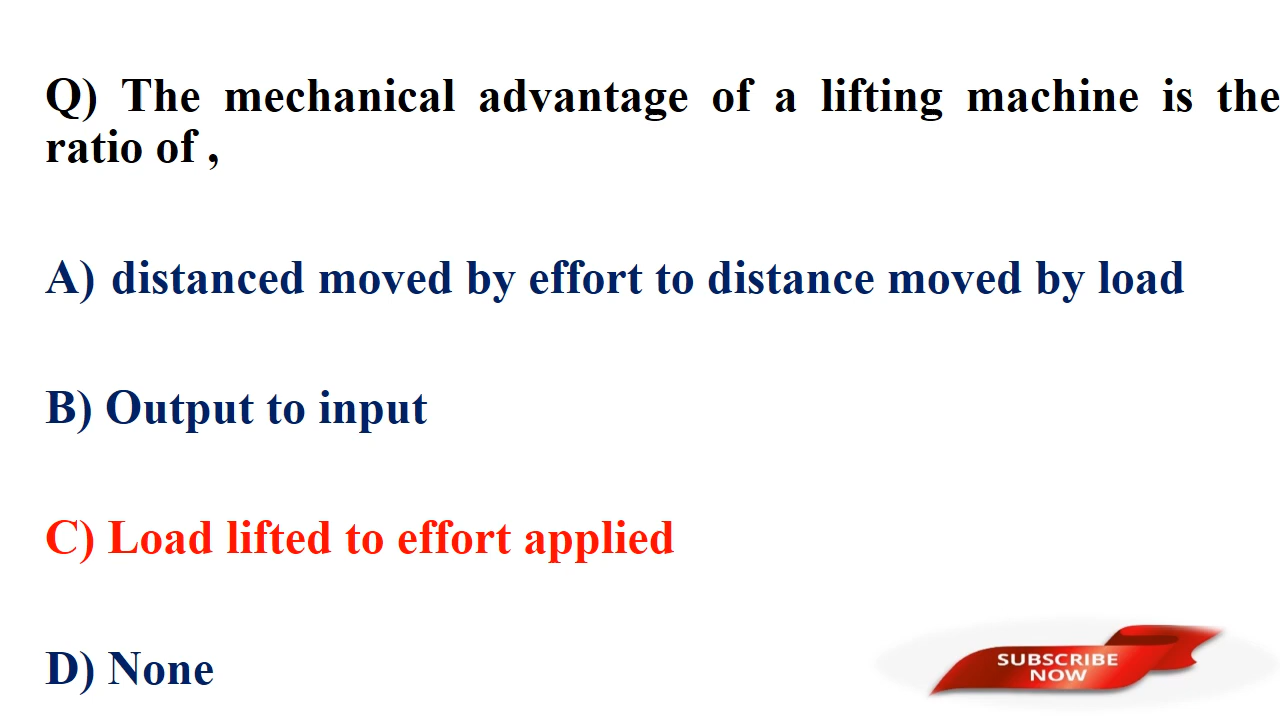 Q) The mechanical advantage of a lifting machine is the
ratio of ,
A) distanced moved by effort to distance moved by load
B) Output to input
C) Load lifted to effort applied
D) None
SUBSCRIBE
NOW